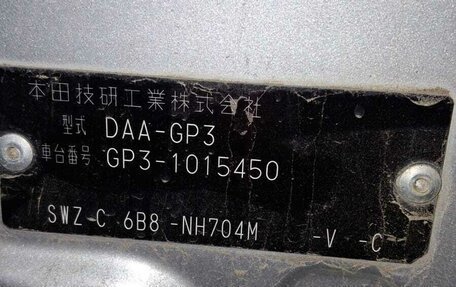 本田技研工業株式会社
型式 DAA-GP3
車台番号 GP3-1015450
SWZ-C 6B8 -NH704M -V -C